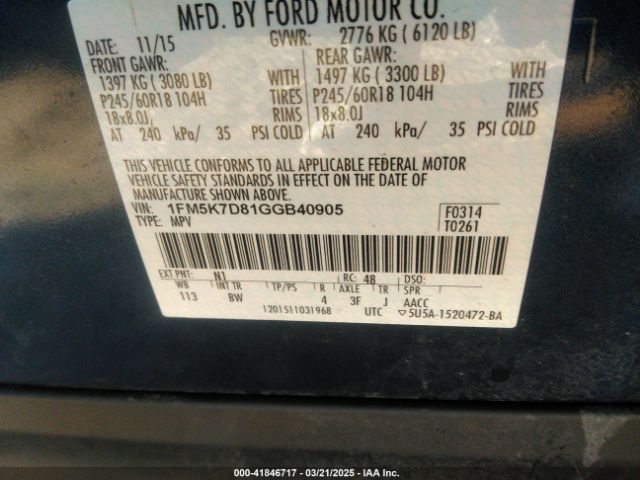 MFD. BY FORD MOTOR CO.
DATE: 11/15 GVWR: 2776 KG ( 6120 LB)
FRONT GAWR: REAR GAWR:
1397 KG ( 3080 LB) WITH 1497 KG ( 3300 LB) WITH
P245/60R18 104H TIRES P245/60R18 104H TIRES
18x8.0J RIMS 18x8.0J RIMS
AT 240 kPa/ 35 PSI COLD AT 240 kPa/ 35 PSI COLD
THIS VEHICLE CONFORMS TO ALL APPLICABLE FEDERAL MOTOR
VEHICLE SAFETY STANDARDS IN EFFECT ON THE DATE OF
MANUFACTURE SHOWN ABOVE.
VIN: 1FM5K7D81GGB40905 F0314
TYPE: MPV T0261
EXT PNT: N1 RC: 48 DSO:
WB INT TR TP/PS R AXLE TR SPR
113 BW 4 3F J AACC
1201511031968 UTC ▽5U5A-1520472-BA
000-41846717 - 03/21/2025 - IAA Inc.